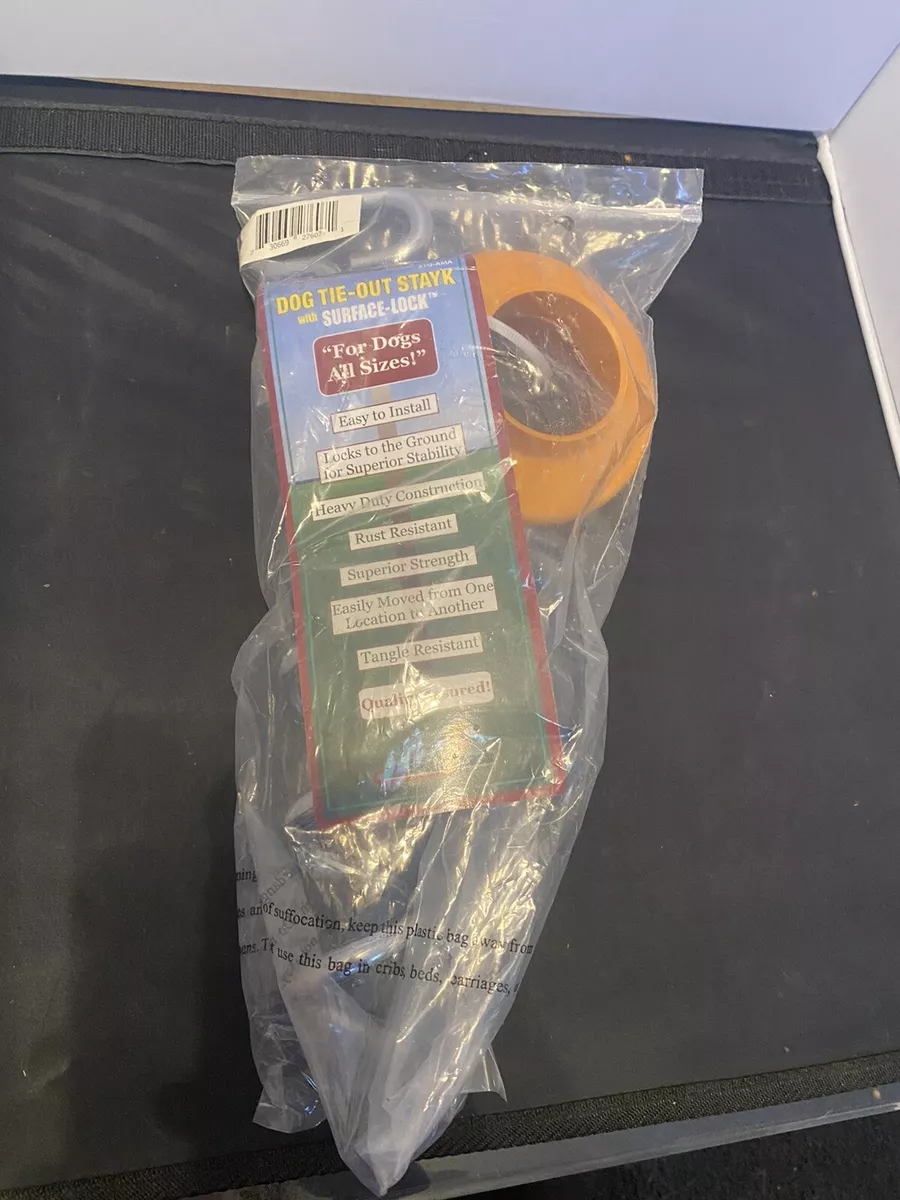 DOG TIE-OUT STAYK
with SURFACE-LOCK™
"For Dogs
All Sizes!"
Easy to Install
Locks to the Ground
for Superior Stability
Heavy Duty Construction
Rust Resistant
Superior Strength
Easily Moved from One
Location to Another
Tangle Resistant
of suffocation, keep this plastic bag away from
use this bag in cribs, beds, carriages,